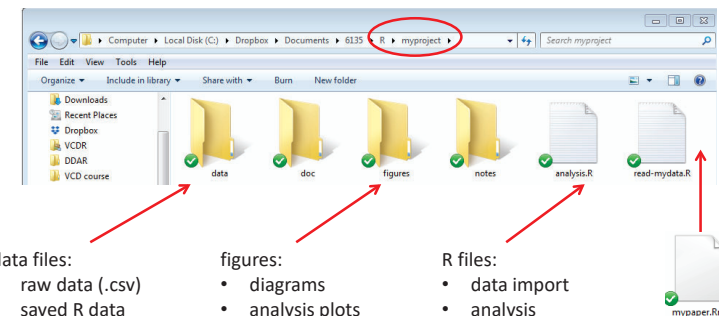 Computer ▸ Local Disk (C:) ▸ Dropbox ▸ Documents ▸ 6135 ▸ R ▸ myproject ▸
Search myproject
File Edit View Tools Help
Organize ▾ Include in library ▾ Share with ▾ Burn New folder
Downloads
Recent Places
Dropbox
VCDR
DDAR
VCD course
data doc figures notes analysis.R read-mydata.R
data files:
raw data (.csv)
saved R data
figures:
• diagrams
• analysis plots
R files:
• data import
• analysis